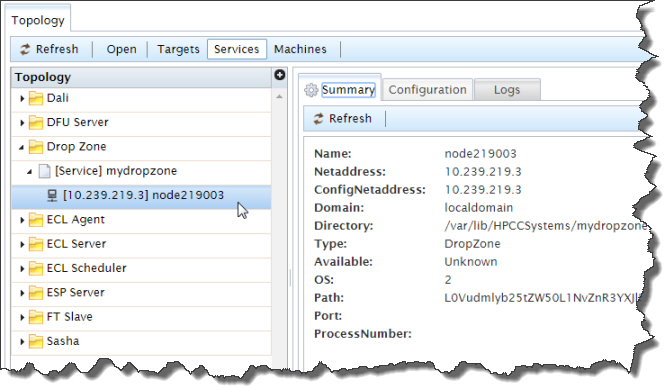 Topology
Refresh Open Targets Services Machines
Topology
Dali
DFU Server
Drop Zone
[Service] mydropzone
[10.239.219.3] node219003
ECL Agent
ECL Server
ECL Scheduler
ESP Server
FT Slave
Sasha
Summary Configuration Logs
Refresh
Name: node219003
Netaddress: 10.239.219.3
ConfigNetaddress: 10.239.219.3
Domain: localdomain
Directory: /var/lib/HPCCSystems/mydropzone
Type: DropZone
Available: Unknown
OS: 2
Path:
Port:
ProcessNumber: